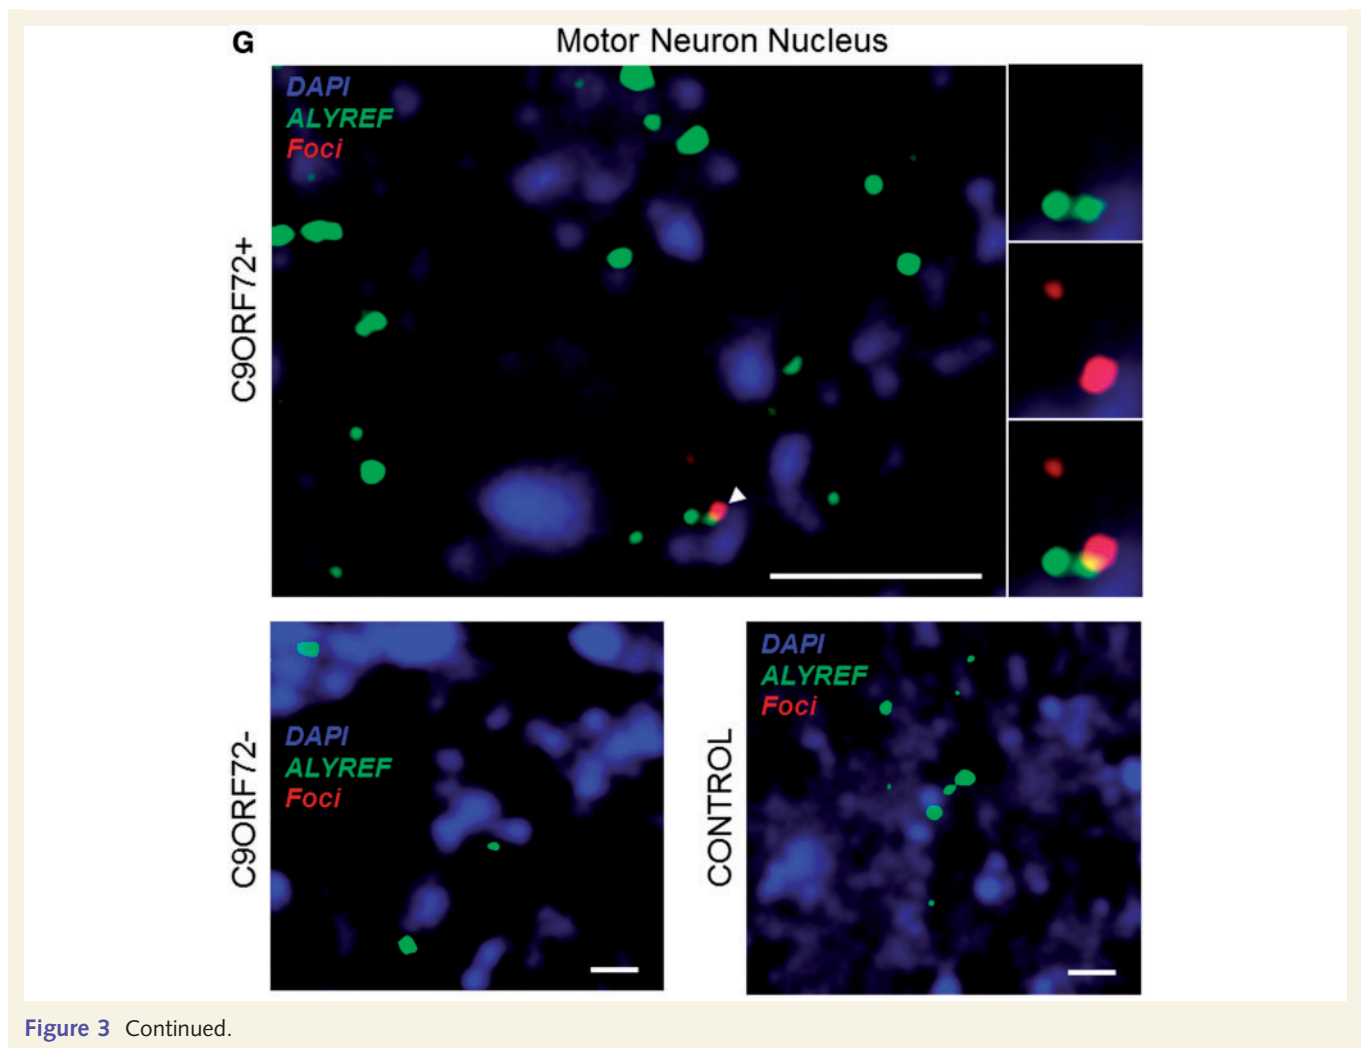 G
Motor Neuron Nucleus
C9ORF72+
DAPI
ALYREF
Foci
C9ORF72-
DAPI
ALYREF
Foci
CONTROL
DAPI
ALYREF
Foci
Figure 3 Continued.